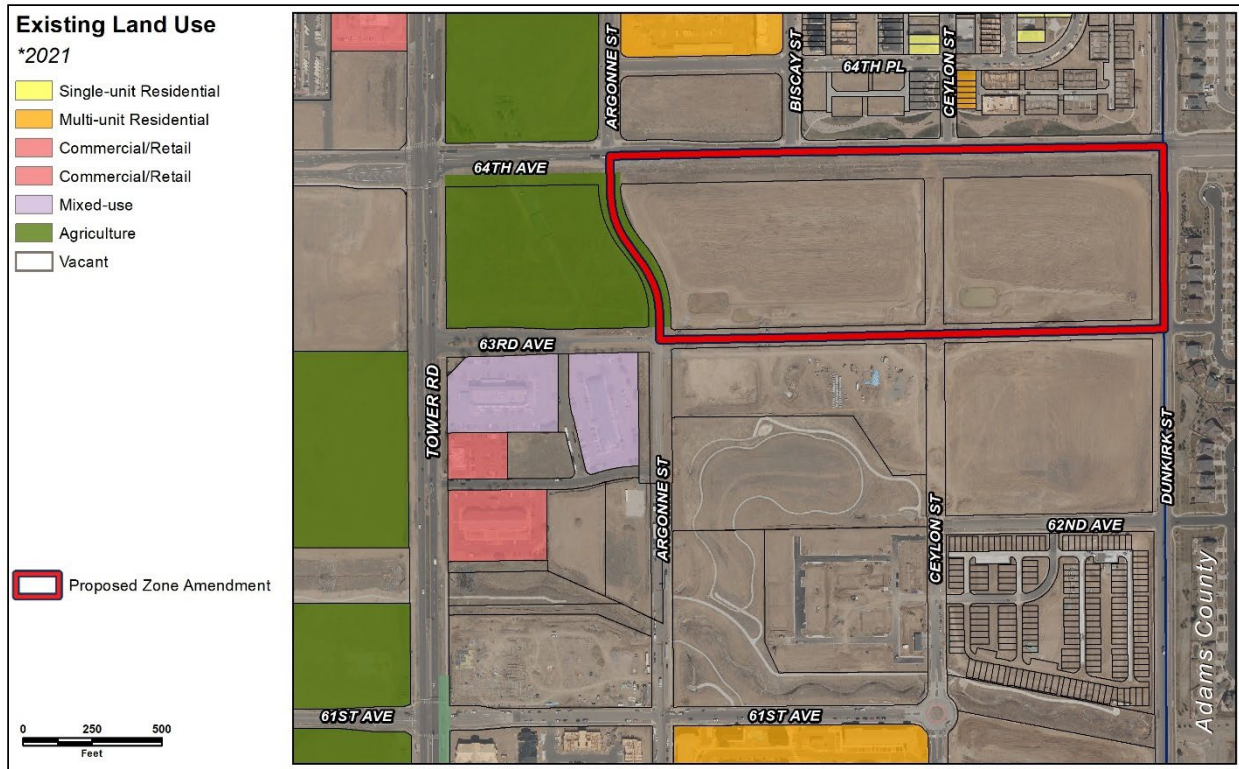 Existing Land Use
*2021
Single-unit Residential
Multi-unit Residential
Commercial/Retail
Commercial/Retail
Mixed-use
Agriculture
Vacant
Proposed Zone Amendment
0 250 500
Feet
ARGONNE ST
BISCAY ST
64TH PL
CEYLON ST
64TH AVE
63RD AVE
TOWER RD
ARGONNE ST
CEYLON ST
62ND AVE
DUNKIRK ST
Adams County
61ST AVE
61ST AVE